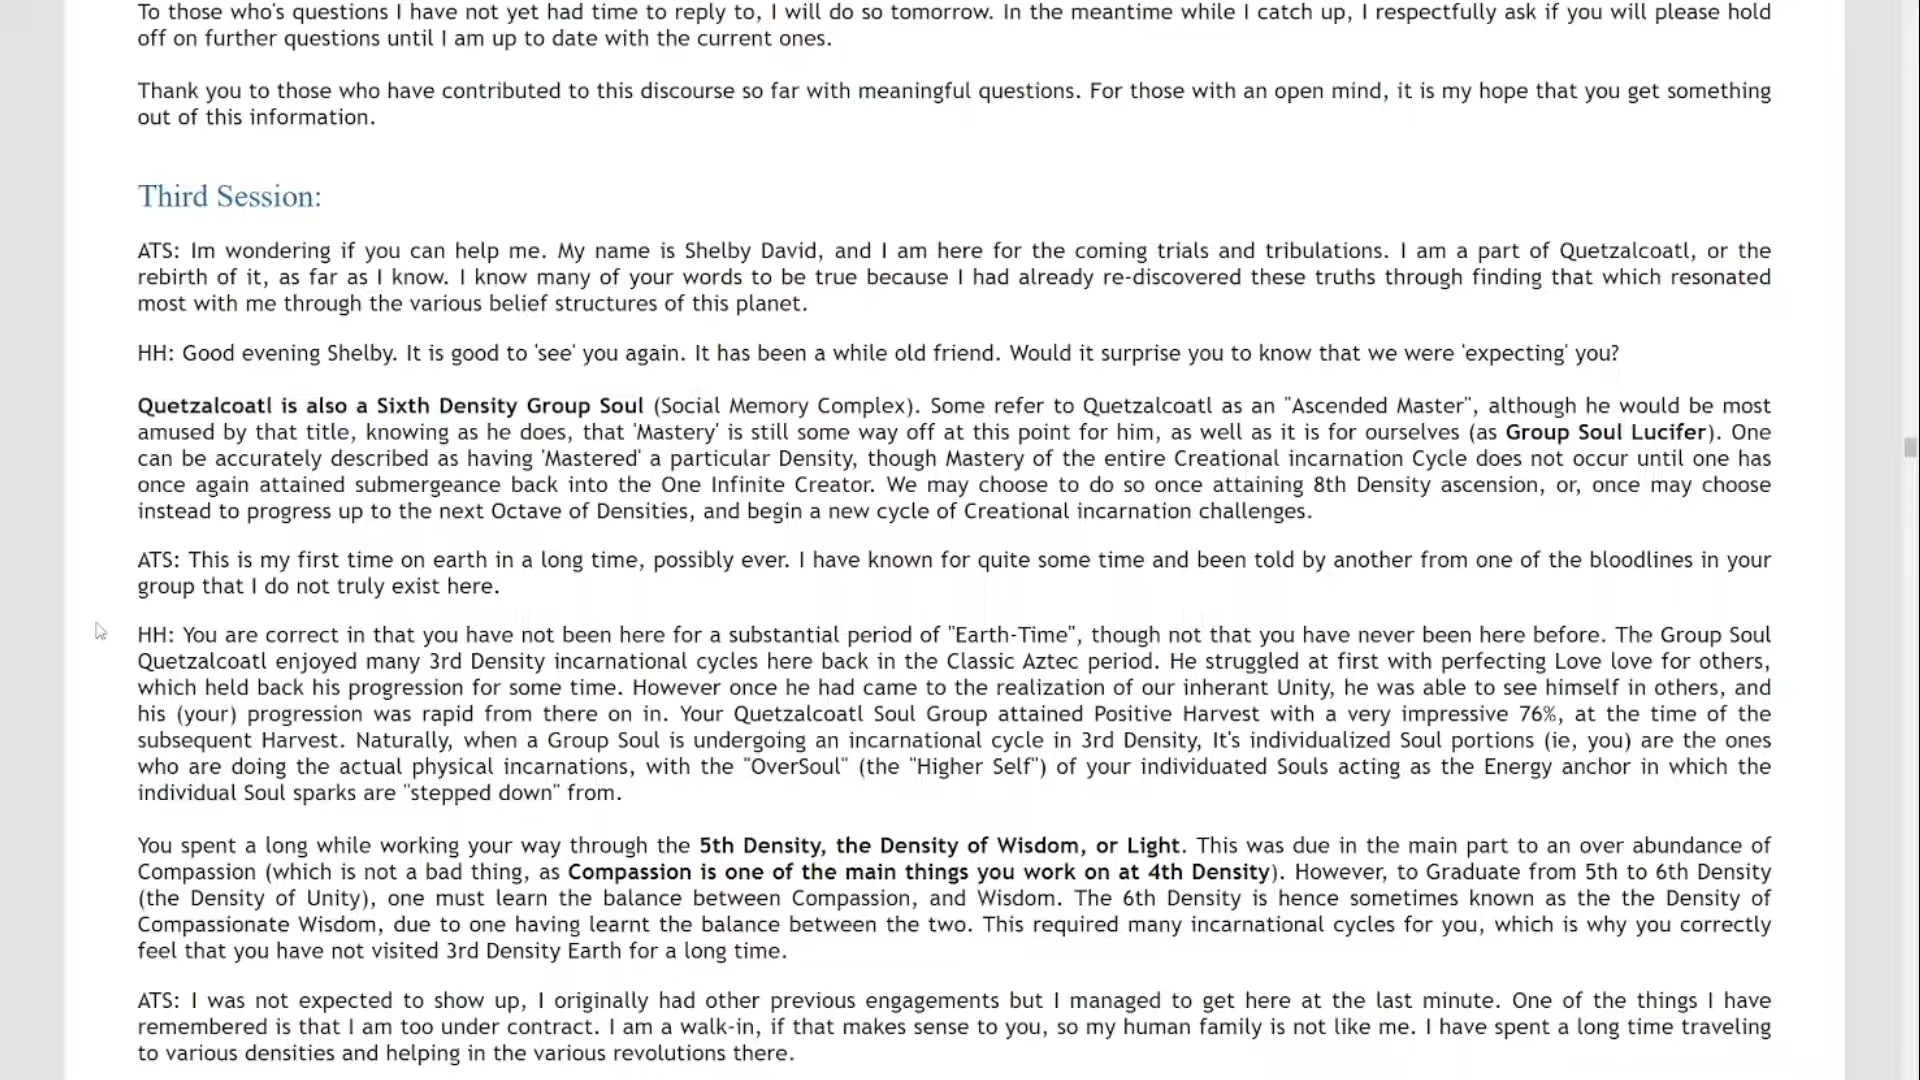 To those who's questions I have not yet had time to reply to, I will do so tomorrow. In the meantime while I catch up, I respectfully ask if you will please hold
off on further questions until I am up to date with the current ones.
Thank you to those who have contributed to this discourse so far with meaningful questions. For those with an open mind, it is my hope that you get something
out of this information.
Third Session:
ATS: Im wondering if you can help me. My name is Shelby David, and I am here for the coming trials and tribulations. I am a part of Quetzalcoatl, or the
rebirth of it, as far as I know. I know many of your words to be true because I had already re-discovered these truths through finding that which resonated
most with me through the various belief structures of this planet.
HH: Good evening Shelby. It is good to 'see' you again. It has been a while old friend. Would it surprise you to know that we were 'expecting' you?
Quetzalcoatl is also a Sixth Density Group Soul (Social Memory Complex). Some refer to Quetzalcoatl as an "Ascended Master", although he would be most
amused by that title, knowing as he does, that 'Mastery' is still some way off at this point for him, as well as it is for ourselves (as Group Soul Lucifer). One
can be accurately described as having 'Mastered' a particular Density, though Mastery of the entire Creational incarnation Cycle does not occur until one has
once again attained submergeance back into the One Infinite Creator. We may choose to do so once attaining 8th Density ascension, or, once may choose
instead to progress up to the next Octave of Densities, and begin a new cycle of Creational incarnation challenges.
ATS: This is my first time on earth in a long time, possibly ever. I have known for quite some time and been told by another from one of the bloodlines in your
group that I do not truly exist here.
HH: You are correct in that you have not been here for a substantial period of "Earth-Time", though not that you have never been here before. The Group Soul
Quetzalcoatl enjoyed many 3rd Density incarnational cycles here back in the Classic Aztec period. He struggled at first with perfecting Love love for others,
which held back his progression for some time. However once he had came to the realization of our inherant Unity, he was able to see himself in others, and
his (your) progression was rapid from there on in. Your Quetzalcoatl Soul Group attained Positive Harvest with a very impressive 76%, at the time of the
subsequent Harvest. Naturally, when a Group Soul is undergoing an incarnational cycle in 3rd Density, It's individualized Soul portions (ie, you) are the ones
who are doing the actual physical incarnations, with the "OverSoul" (the "Higher Self") of your individuated Souls acting as the Energy anchor in which the
individual Soul sparks are "stepped down" from.
You spent a long while working your way through the 5th Density, the Density of Wisdom, or Light. This was due in the main part to an over abundance of
Compassion (which is not a bad thing, as Compassion is one of the main things you work on at 4th Density). However, to Graduate from 5th to 6th Density
(the Density of Unity), one must learn the balance between Compassion, and Wisdom. The 6th Density is hence sometimes known as the the Density of
Compassionate Wisdom, due to one having learnt the balance between the two. This required many incarnational cycles for you, which is why you correctly
feel that you have not visited 3rd Density Earth for a long time.
ATS: I was not expected to show up, I originally had other previous engagements but I managed to get here at the last minute. One of the things I have
remembered is that I am too under contract. I am a walk-in, if that makes sense to you, so my human family is not like me. I have spent a long time traveling
to various densities and helping in the various revolutions there.